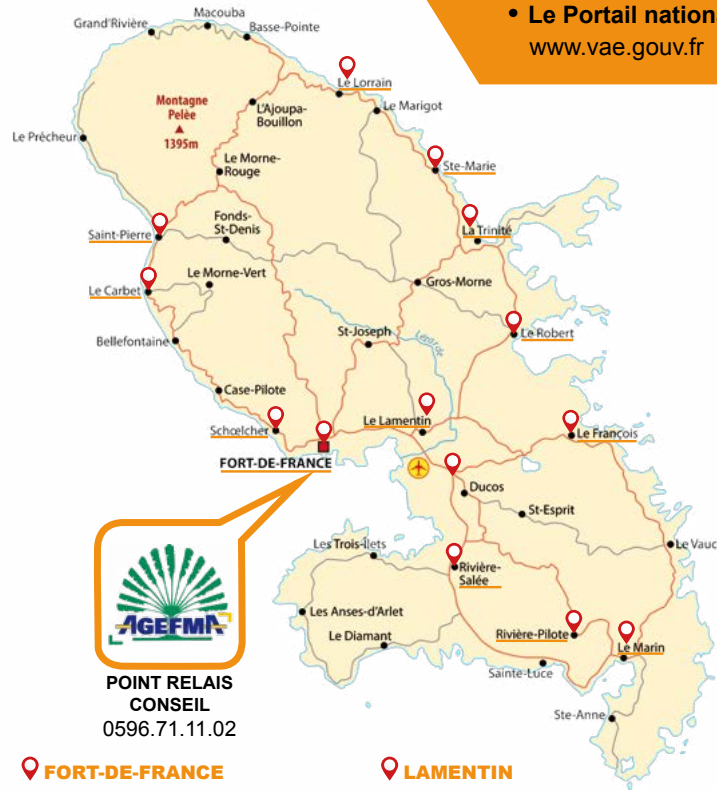 • Le Portail nation
www.vae.gouv.fr
Macouba
Grand'Rivière
Basse-Pointe
Le Lorrain
Montagne
Pelée
1395m
L'Ajoupa-
Bouillon
Le Marigot
Le Prêcheur
Le Morne-
Rouge
Ste-Marie
Fonds-
St-Denis
Saint-Pierre
La Trinité
Le Morne-Vert
Gros-Morne
Le Carbet
St-Joseph
Lézarde
Le Robert
Bellefontaine
Case-Pilote
Le Lamentin
Schœlcher
Le François
FORT-DE-FRANCE
Ducos
St-Esprit
Les Trois-Îlets
Le Vauc
Rivière-
Salée
AGEFMA
Les Anses-d'Arlet
Le Diamant
Rivière-Pilote
Le Marin
Sainte-Luce
POINT RELAIS
CONSEIL
0596.71.11.02
Ste-Anne
FORT-DE-FRANCE
LAMENTIN